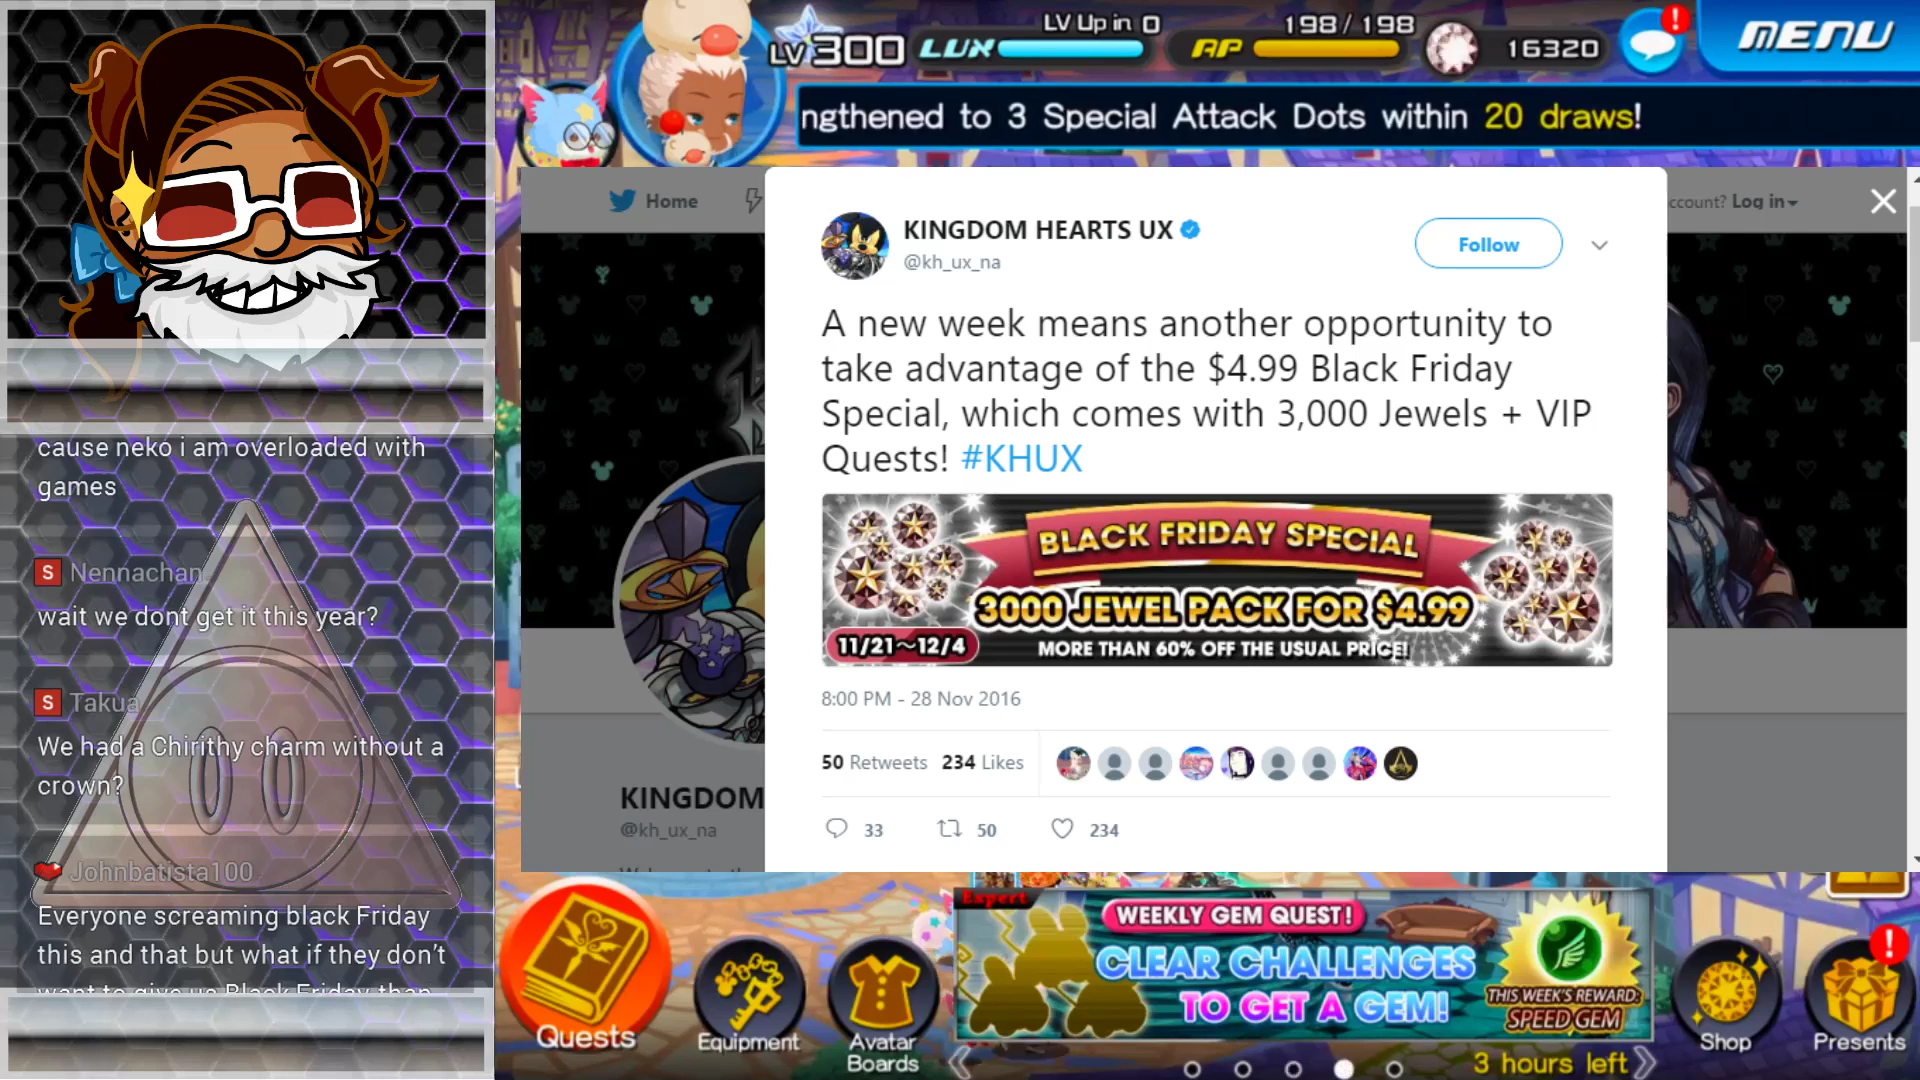 LV Up in 0
LV 300
LUX
AP
198 / 198
16320
MENU
ngthened to 3 Special Attack Dots within 20 draws!
Home
ccount? Log in
KINGDOM HEARTS UX
@kh_ux_na
Follow
A new week means another opportunity to
take advantage of the $4.99 Black Friday
Special, which comes with 3,000 Jewels + VIP
Quests! #KHUX
BLACK FRIDAY SPECIAL
3000 JEWEL PACK FOR $4.99
11/21~12/4
MORE THAN 60% OFF THE USUAL PRICE!
8:00 PM - 28 Nov 2016
50 Retweets 234 Likes
33 50 234
KINGDOM
@kh_ux_na
cause neko i am overloaded with
games
S Nennachan
wait we dont get it this year?
S Takua
We had a Chirithy charm without a
crown?
Johnbatista100
Everyone screaming black Friday
this and that but what if they don't
want to give us Black Friday than
Quests
Equipment
Avatar
Boards
Expert
WEEKLY GEM QUEST!
CLEAR CHALLENGES
TO GET A GEM!
THIS WEEK'S REWARD:
SPEED GEM
3 hours left
Shop
Presents